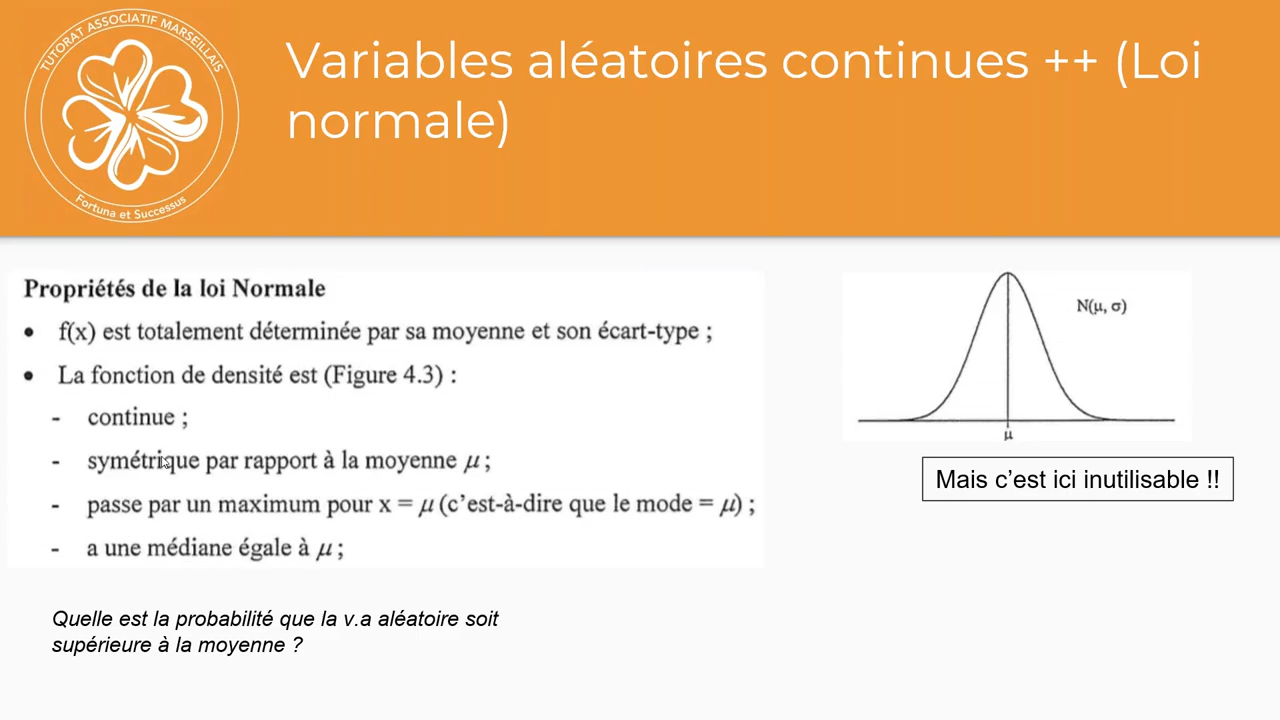 TUTORAT ASSOCIATIF MARSEILLAIS
Fortuna et Successus
Variables aléatoires continues ++ (Loi
normale)
Propriétés de la loi Normale
• f(x) est totalement déterminée par sa moyenne et son écart-type ;
• La fonction de densité est (Figure 4.3) :
- continue ;
- symétrique par rapport à la moyenne μ ;
- passe par un maximum pour x = μ (c’est-à-dire que le mode = μ) ;
- a une médiane égale à μ ;
N(μ, σ)
μ
Mais c’est ici inutilisable !!
Quelle est la probabilité que la v.a aléatoire soit
supérieure à la moyenne ?